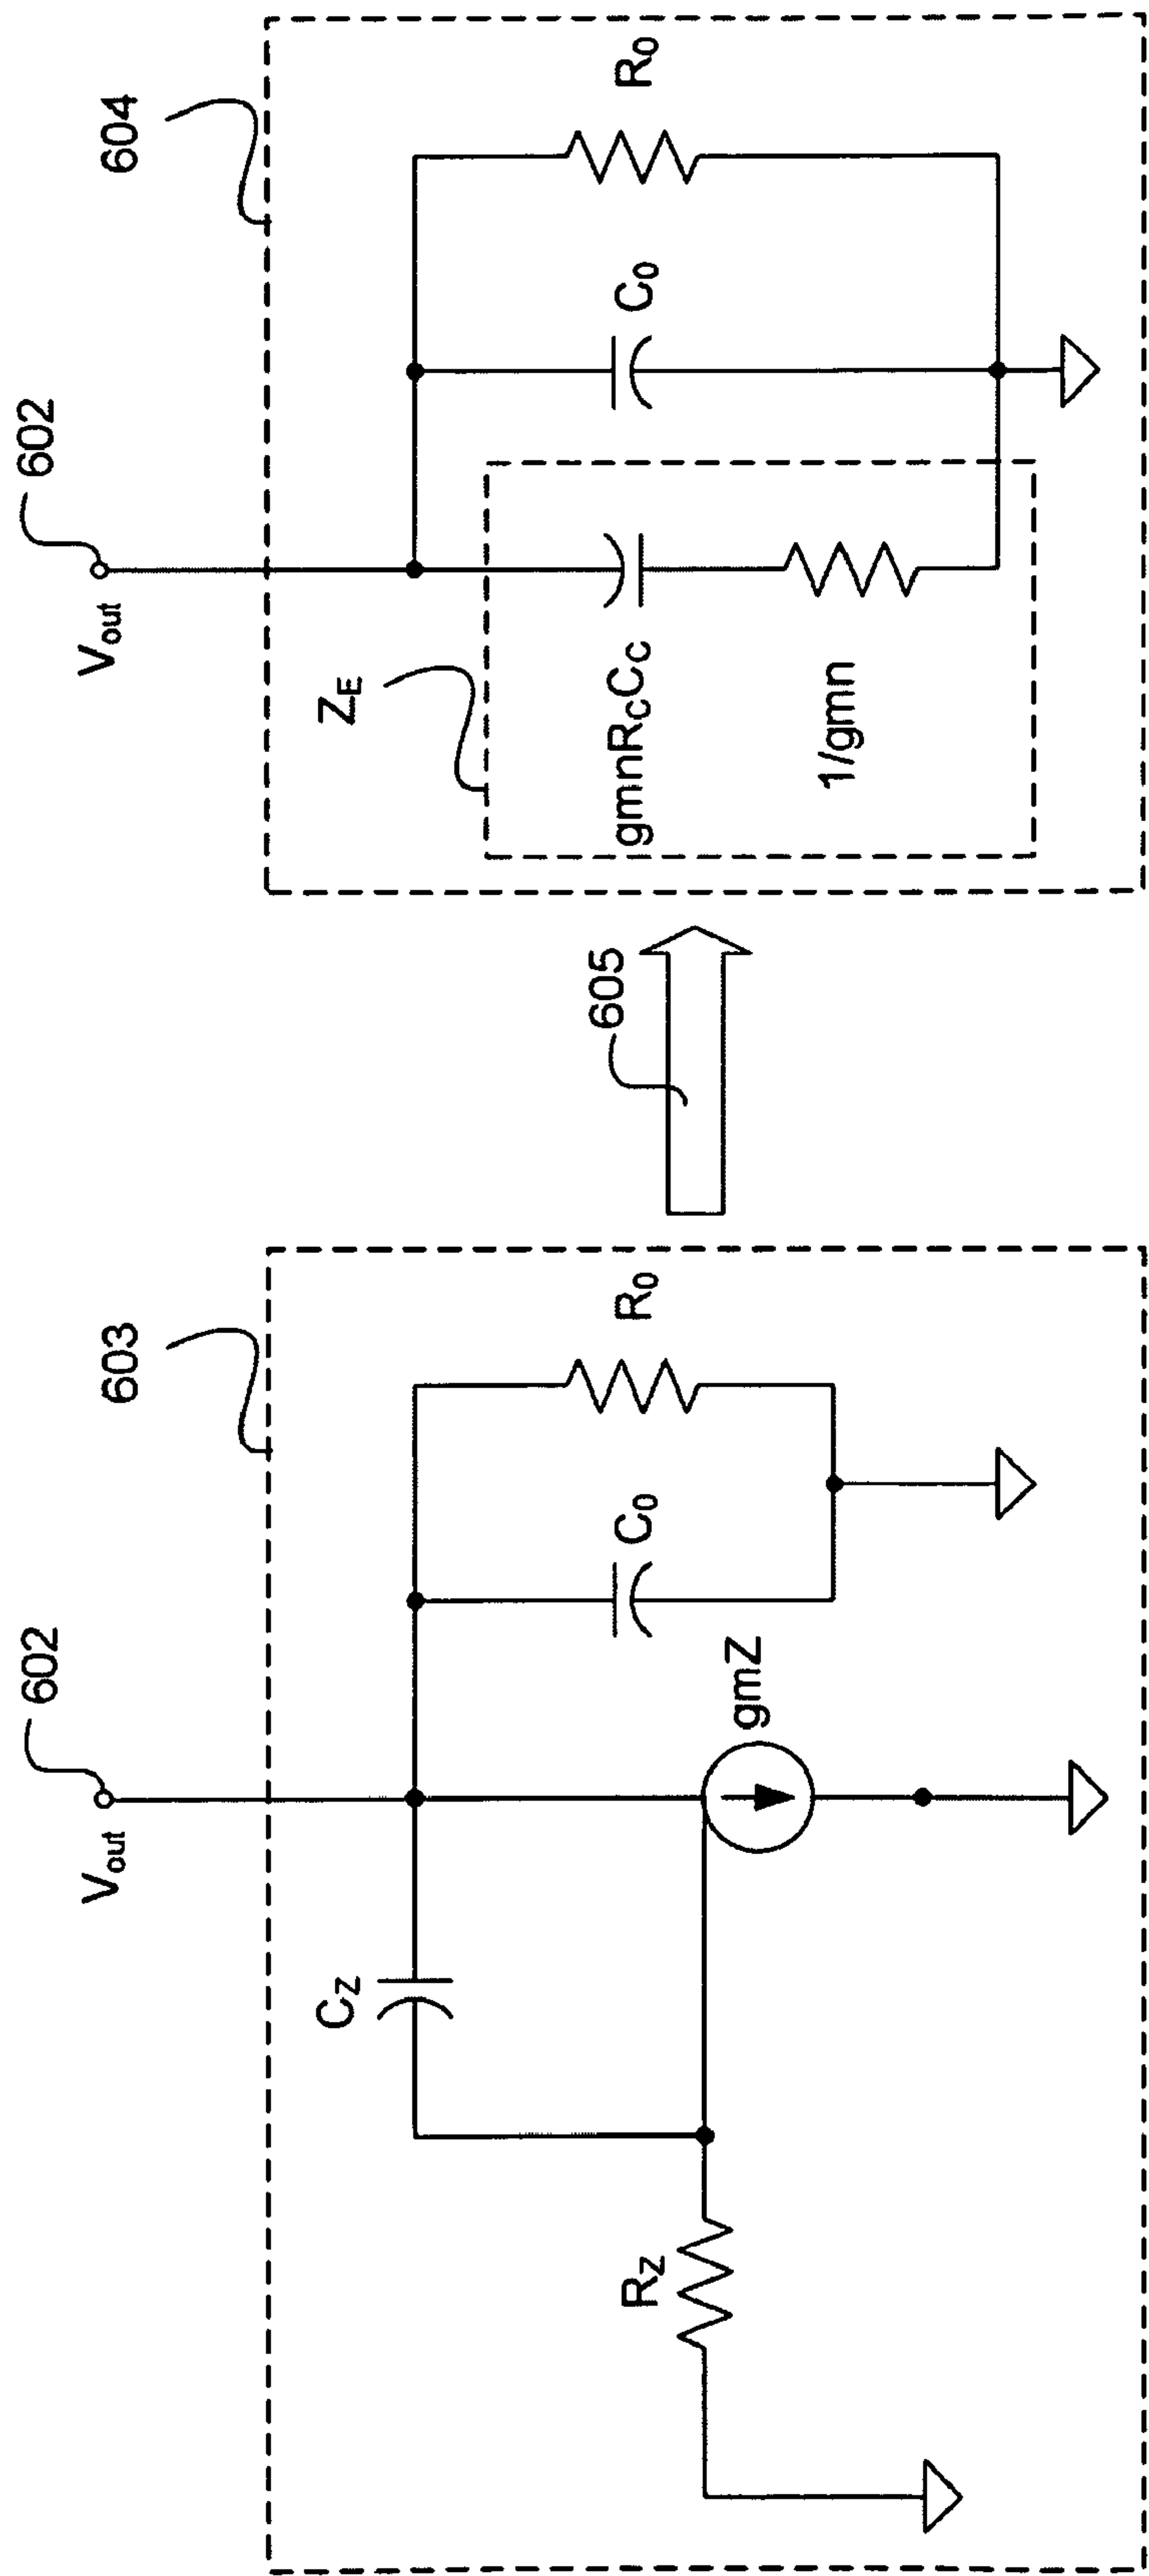 602
Vout
603
CZ
RZ
gmZ
C0
R0
605
602
Vout
604
ZE
gmnRCCC
1/gmn
C0
R0